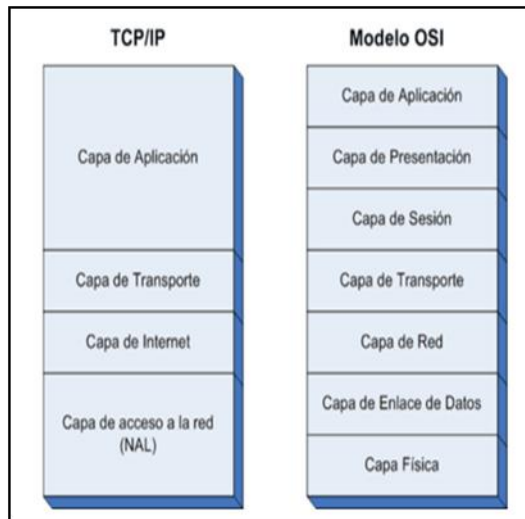 TCP/IP
Capa de Aplicación
Capa de Transporte
Capa de Internet
Capa de acceso a la red
(NAL)
Modelo OSI
Capa de Aplicación
Capa de Presentación
Capa de Sesión
Capa de Transporte
Capa de Red
Capa de Enlace de Datos
Capa Física